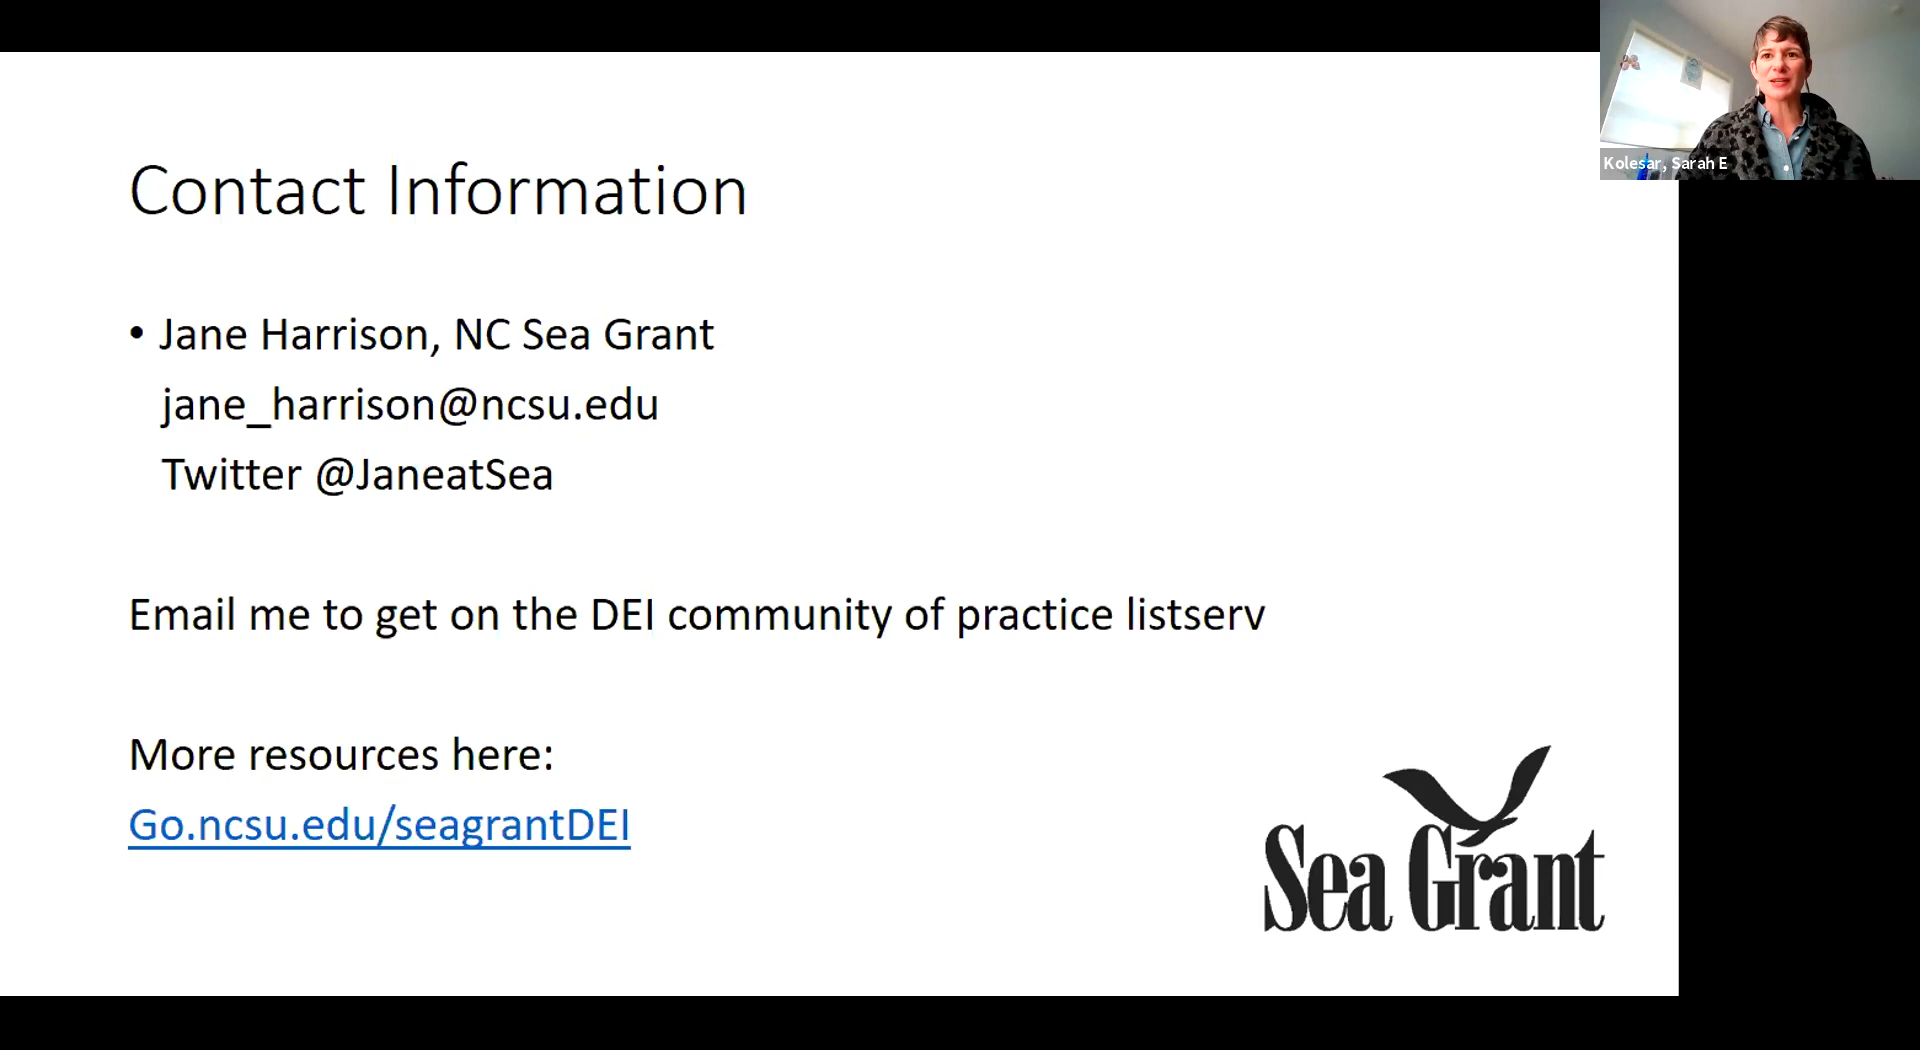 Contact Information
• Jane Harrison, NC Sea Grant
jane_harrison@ncsu.edu
Twitter @JaneatSea
Email me to get on the DEI community of practice listserv
More resources here:
Go.ncsu.edu/seagrantDEI
Sea Grant
Kolesar, Sarah E